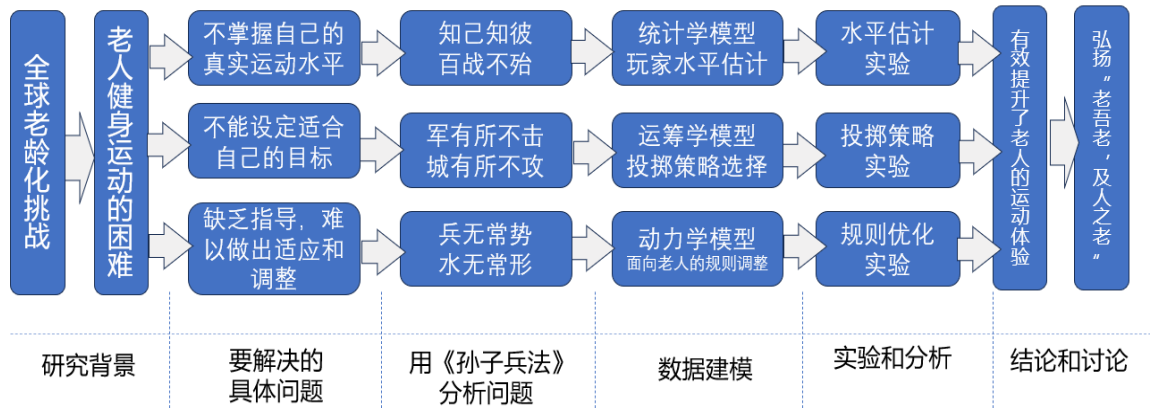 全球老龄化挑战
老人健身运动的困难
不掌握自己的
真实运动水平
知己知彼
百战不殆
统计学模型
玩家水平估计
水平估计
实验
不能设定适合
自己的目标
军有所不击
城有所不攻
运筹学模型
投掷策略选择
投掷策略
实验
缺乏指导，难
以做出适应和
调整
兵无常势
水无常形
动力学模型
面向老人的规则调整
规则优化
实验
有效提升了老人的运动体验
弘扬“老吾老，及人之老”
研究背景
要解决的
具体问题
用《孙子兵法》
分析问题
数据建模
实验和分析
结论和讨论